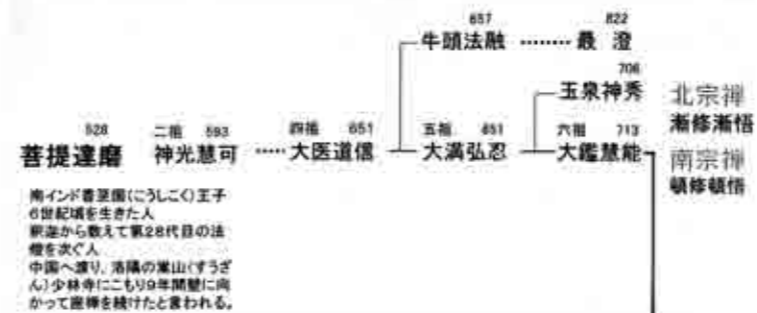 657 822
牛頭法融 ········ 最 澄
706
玉泉神秀 北宗禅
漸修漸悟
528 二祖 593 四祖 651 五祖 651 六祖 713
菩提達磨 神光慧可 ····· 大医道信 大満弘忍 大鑑慧能
南宗禅
頓修頓悟
南インド香至国(こうしこく)王子
6世紀頃を生きた人
釈迦から数えて第28代目の法
燈を次ぐ人
中国へ渡り、洛陽の嵩山(すうざ
ん)少林寺にこもり9年間壁に向
かって座禅を続けたと言われる。